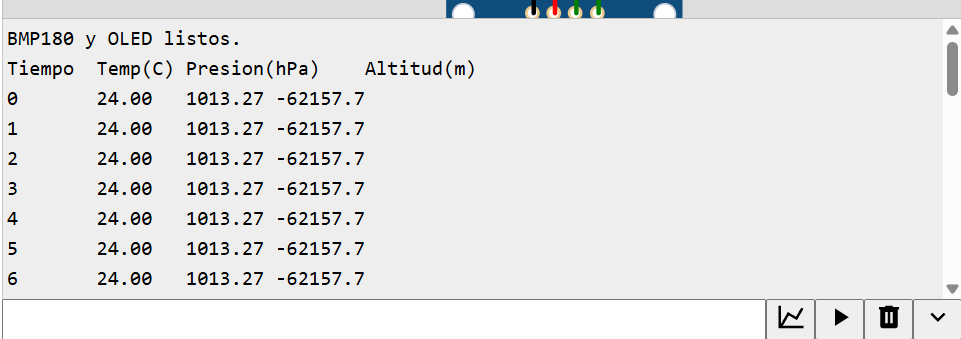 BMP180 y OLED listos.
Tiempo Temp(C) Presion(hPa) Altitud(m)
0 24.00 1013.27 -62157.7
1 24.00 1013.27 -62157.7
2 24.00 1013.27 -62157.7
3 24.00 1013.27 -62157.7
4 24.00 1013.27 -62157.7
5 24.00 1013.27 -62157.7
6 24.00 1013.27 -62157.7